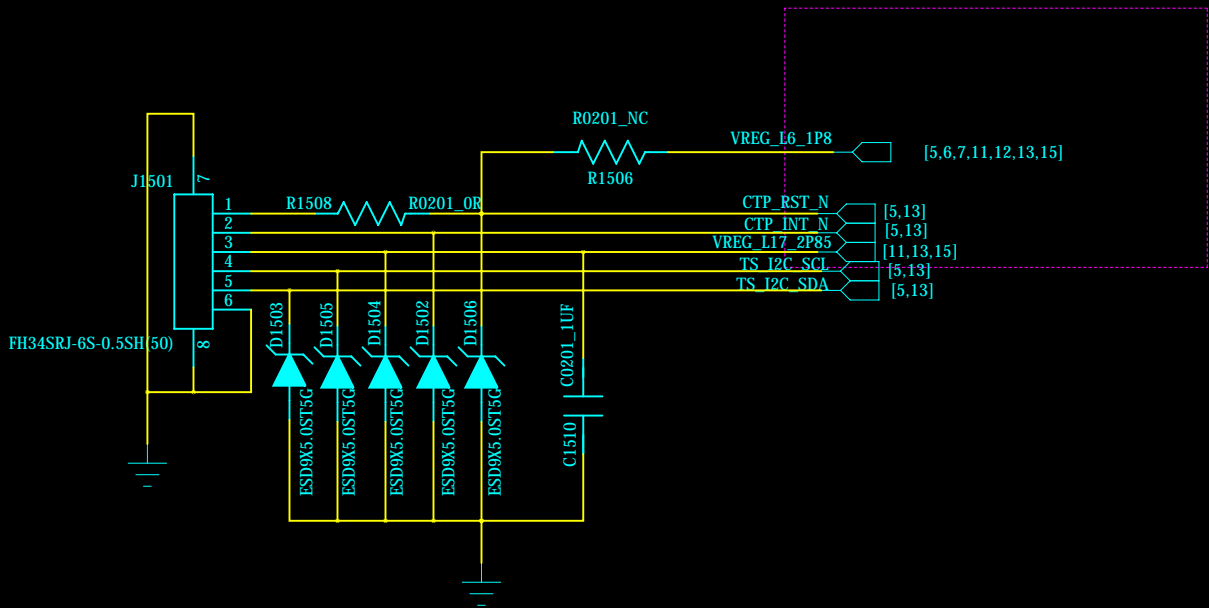 R0201_NC
VREG_L6_1P8
[5,6,7,11,12,13,15]
R1506
J1501
7
1
R1508
R0201_0R
CTP_RST_N
[5,13]
2
CTP_INT_N
[5,13]
3
VREG_L17_2P85
[11,13,15]
4
TS_I2C_SCL
[5,13]
5
TS_I2C_SDA
[5,13]
6
8
FH34SRJ-6S-0.5SH(50)
D1503
D1505
D1504
D1502
D1506
C0201_1UF
ESD9X5.0ST5G
ESD9X5.0ST5G
ESD9X5.0ST5G
ESD9X5.0ST5G
ESD9X5.0ST5G
C1510